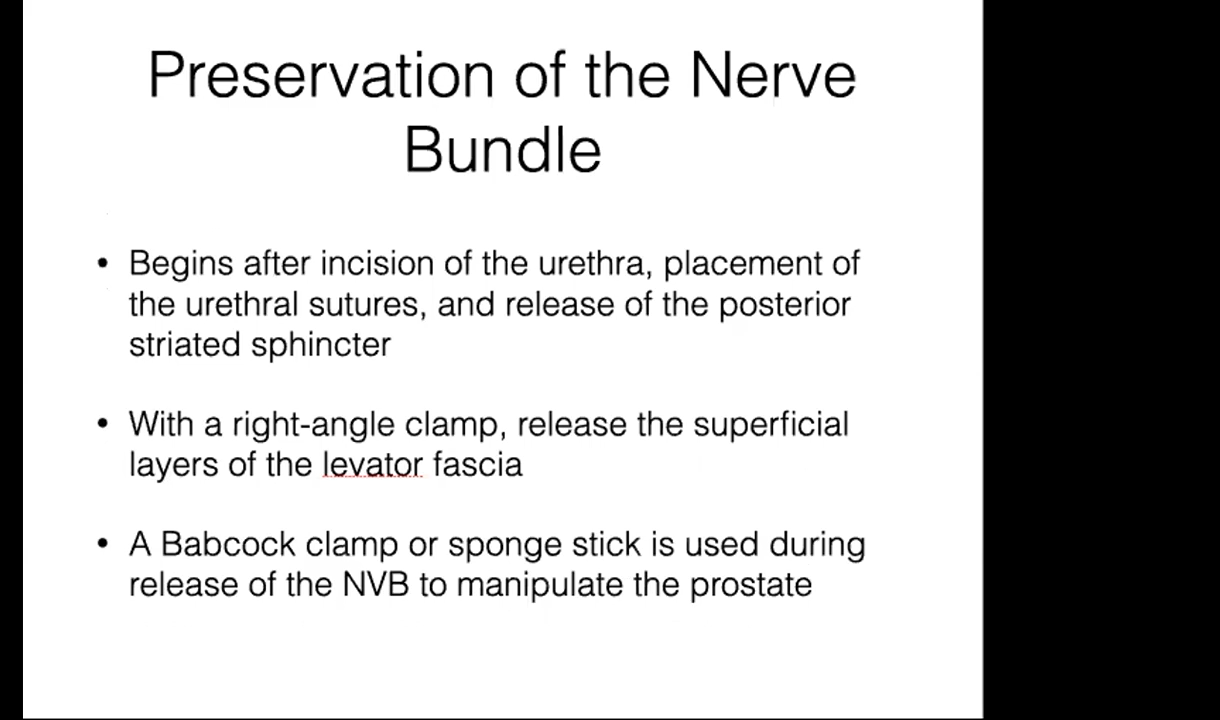 Preservation of the Nerve
Bundle
• Begins after incision of the urethra, placement of
the urethral sutures, and release of the posterior
striated sphincter
• With a right-angle clamp, release the superficial
layers of the levator fascia
• A Babcock clamp or sponge stick is used during
release of the NVB to manipulate the prostate